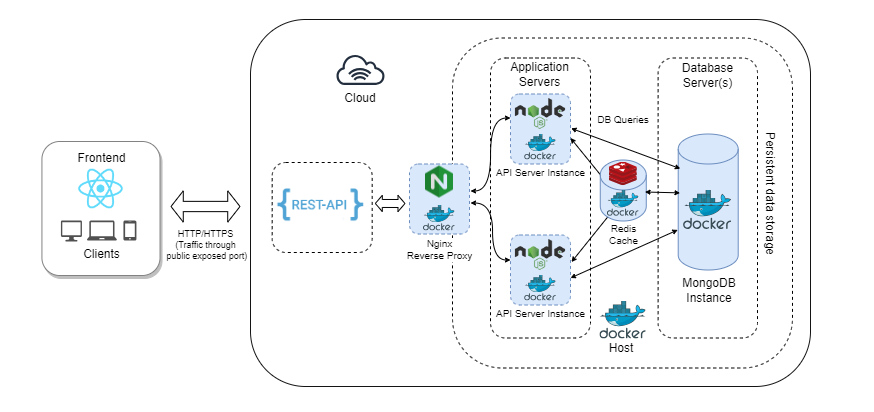 Frontend
Clients
HTTP/HTTPS
(Traffic through
public exposed port)
Cloud
{ REST-API }
N
docker
Nginx
Reverse Proxy
Application
Servers
node
JS
docker
API Server Instance
node
JS
docker
API Server Instance
DB Queries
docker
Redis
Cache
docker
Host
Database
Server(s)
docker
MongoDB
Instance
Persistent data storage